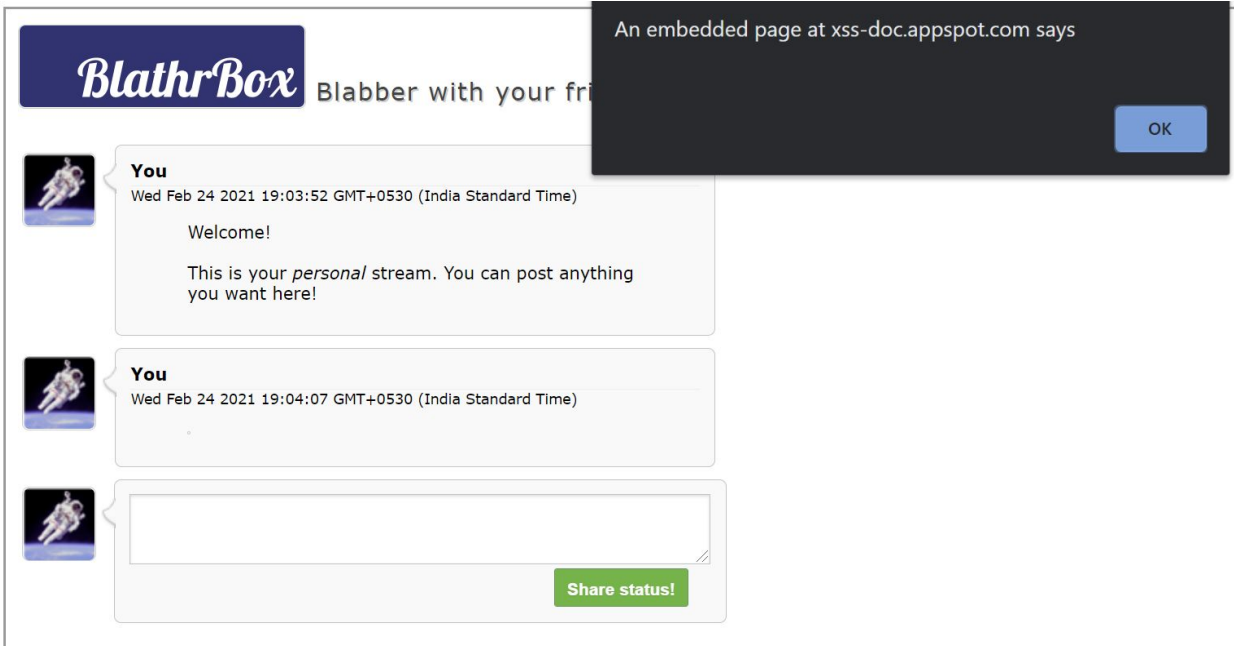 An embedded page at xss-doc.appspot.com says
OK
BlathrBox
Blabber with your fri
You
Wed Feb 24 2021 19:03:52 GMT+0530 (India Standard Time)
Welcome!
This is your personal stream. You can post anything
you want here!
You
Wed Feb 24 2021 19:04:07 GMT+0530 (India Standard Time)
Share status!